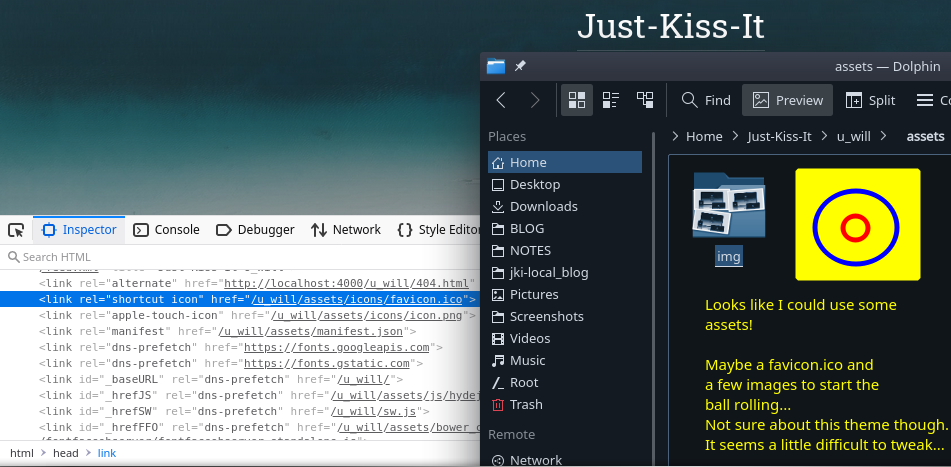 Just-Kiss-It
assets — Dolphin
Find
Preview
Split
Places
Home
Just-Kiss-It
u_will
assets
Home
Desktop
Downloads
BLOG
NOTES
jki-local_blog
Pictures
Screenshots
Videos
Music
Root
Trash
Remote
Network
img
Looks like I could use some
assets!
Maybe a favicon.ico and
a few images to start the
ball rolling...
Not sure about this theme though.
It seems a little difficult to tweak...
Inspector
Console
Debugger
Network
Style Editor
Search HTML
<link rel="alternate" href="http://localhost:4000/u_will/404.html"
<link rel="shortcut icon" href="/u_will/assets/icons/favicon.ico">
<link rel="apple-touch-icon" href="/u_will/assets/icons/icon.png">
<link rel="manifest" href="/u_will/assets/manifest.json">
<link rel="dns-prefetch" href="https://fonts.googleapis.com">
<link rel="dns-prefetch" href="https://fonts.gstatic.com">
<link id="_baseURL" rel="dns-prefetch" href="/u_will/">
<link id="_hrefJS" rel="dns-prefetch" href="/u_will/assets/js/hydej
<link id="_hrefSW" rel="dns-prefetch" href="/u_will/sw.js">
<link id="_hrefFFO" rel="dns-prefetch" href="/u_will/assets/bower_c
html
head
link